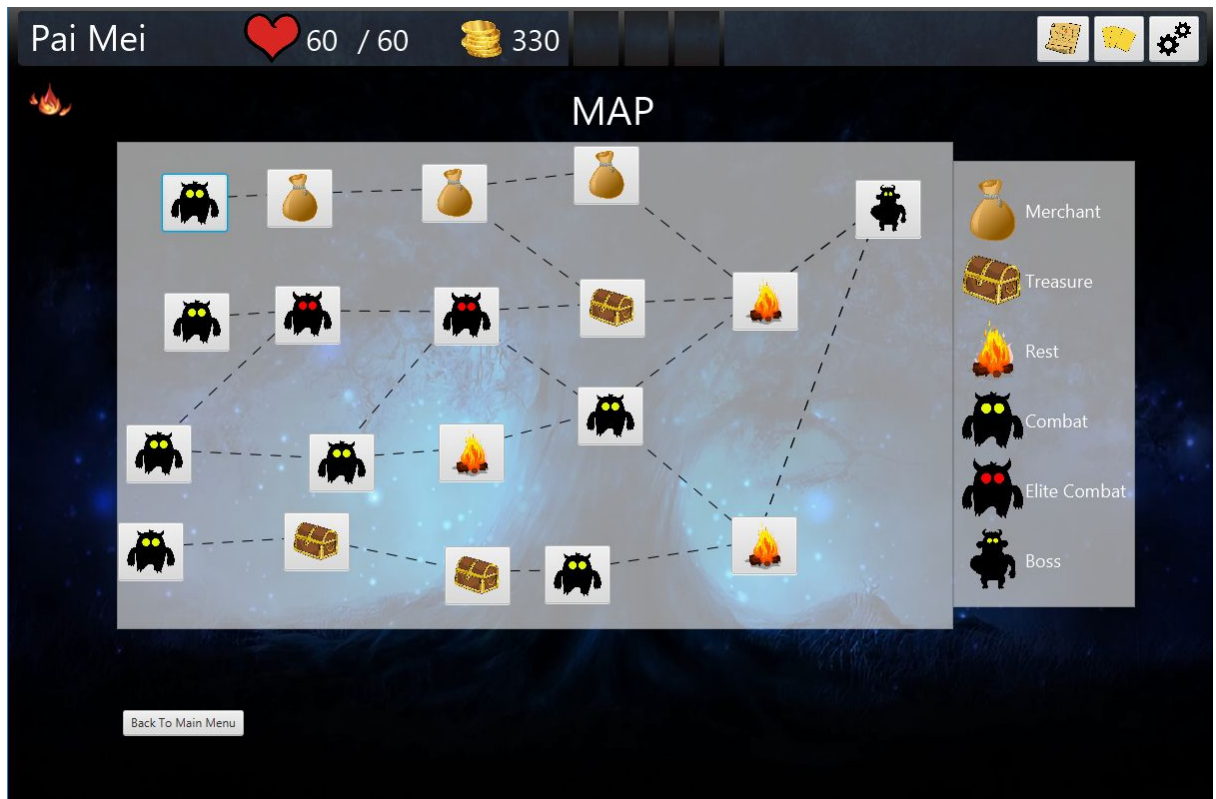 Pai Mei 60 / 60 330
MAP
Merchant
Treasure
Rest
Combat
Elite Combat
Boss
Back To Main Menu